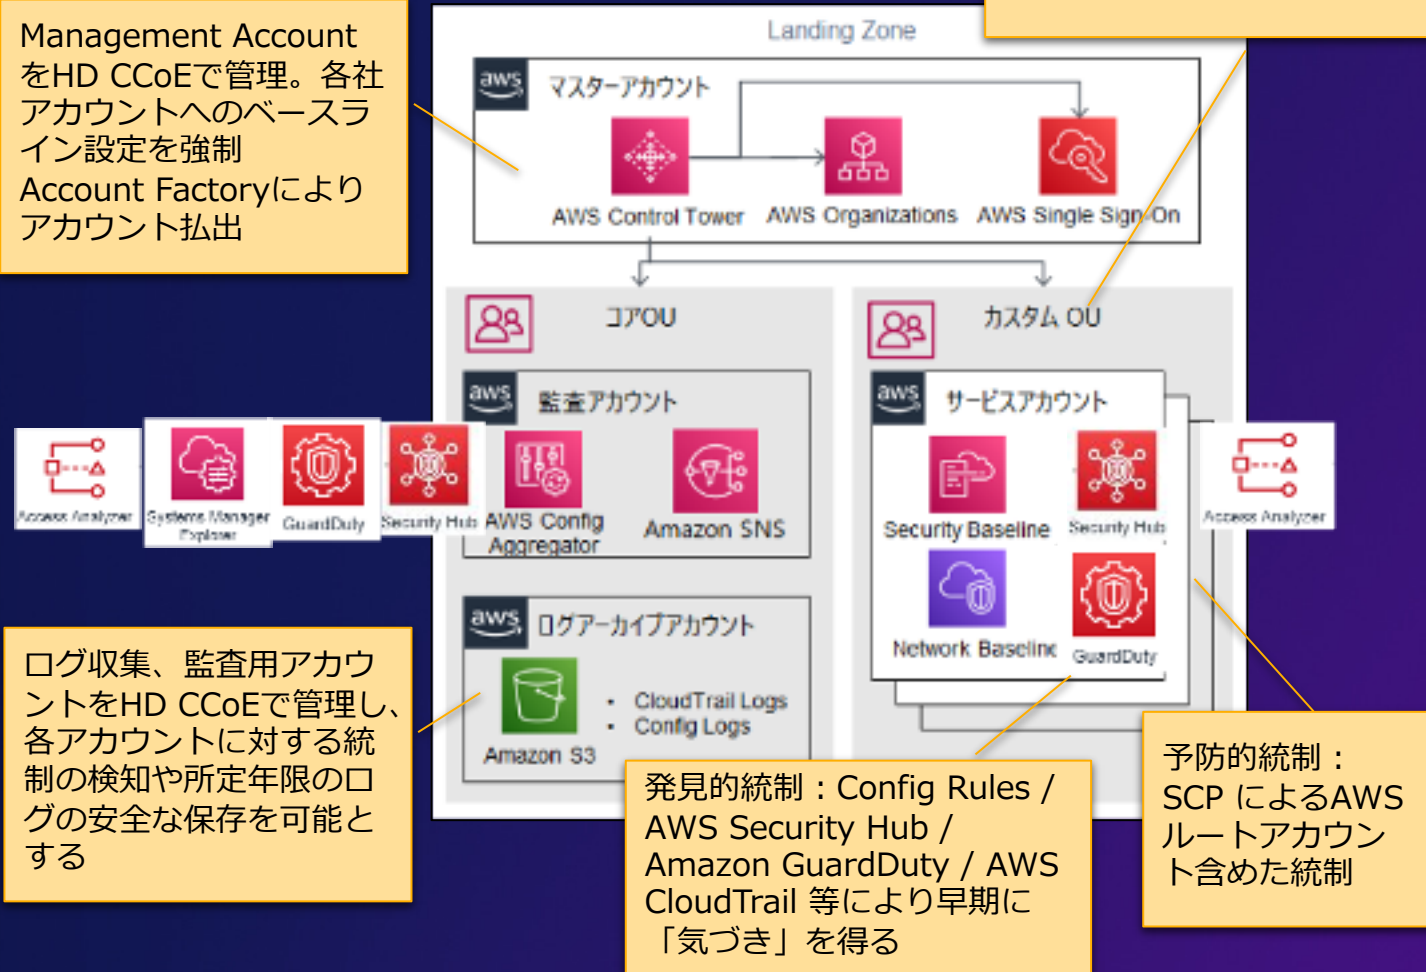 Management Account
をHD CCoEで管理。各社
アカウントへのベースラ
イン設定を強制
Account Factoryにより
アカウント払出
Landing Zone
aws
マスターアカウント
AWS Control Tower
AWS Organizations
AWS Single Sign-On
コアOU
カスタム OU
aws
監査アカウント
Access Analyzer
Systems Manager
Explorer
GuardDuty
Security Hub
AWS Config
Aggregator
Amazon SNS
aws
サービスアカウント
Security Baseline
Security Hub
Access Analyzer
Network Baseline
GuardDuty
aws
ログアーカイブアカウント
Amazon S3
• CloudTrail Logs
• Config Logs
ログ収集、監査用アカウ
ントをHD CCoEで管理し、
各アカウントに対する統
制の検知や所定年限のロ
グの安全な保存を可能と
する
発見的統制：Config Rules /
AWS Security Hub /
Amazon GuardDuty / AWS
CloudTrail 等により早期に
「気づき」を得る
予防的統制：
SCP によるAWS
ルートアカウン
ト含めた統制